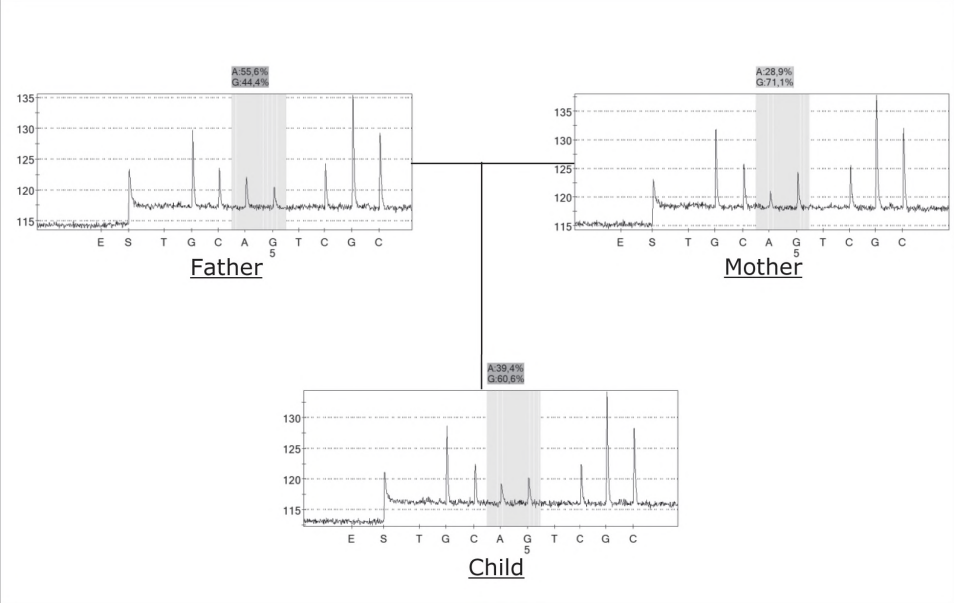 A:55,6%
G:44,4%
135
130
125
120
115
E S T G C A G T C G C
5
Father
A:28,9%
G:71,1%
135
130
125
120
115
E S T G C A G T C G C
5
Mother
A:39,4%
G:60,6%
130
125
120
115
E S T G C A G T C G C
5
Child